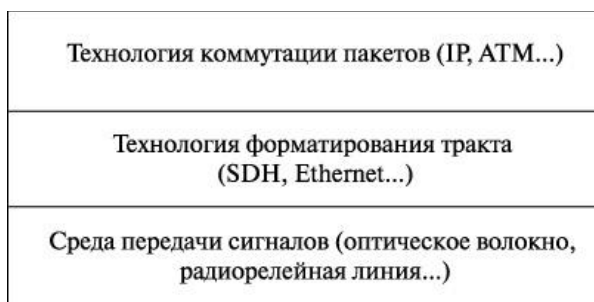 Технология коммутации пакетов (IP, ATM...)
Технология форматирования тракта
(SDH, Ethernet...)
Среда передачи сигналов (оптическое волокно,
радиорелейная линия...)